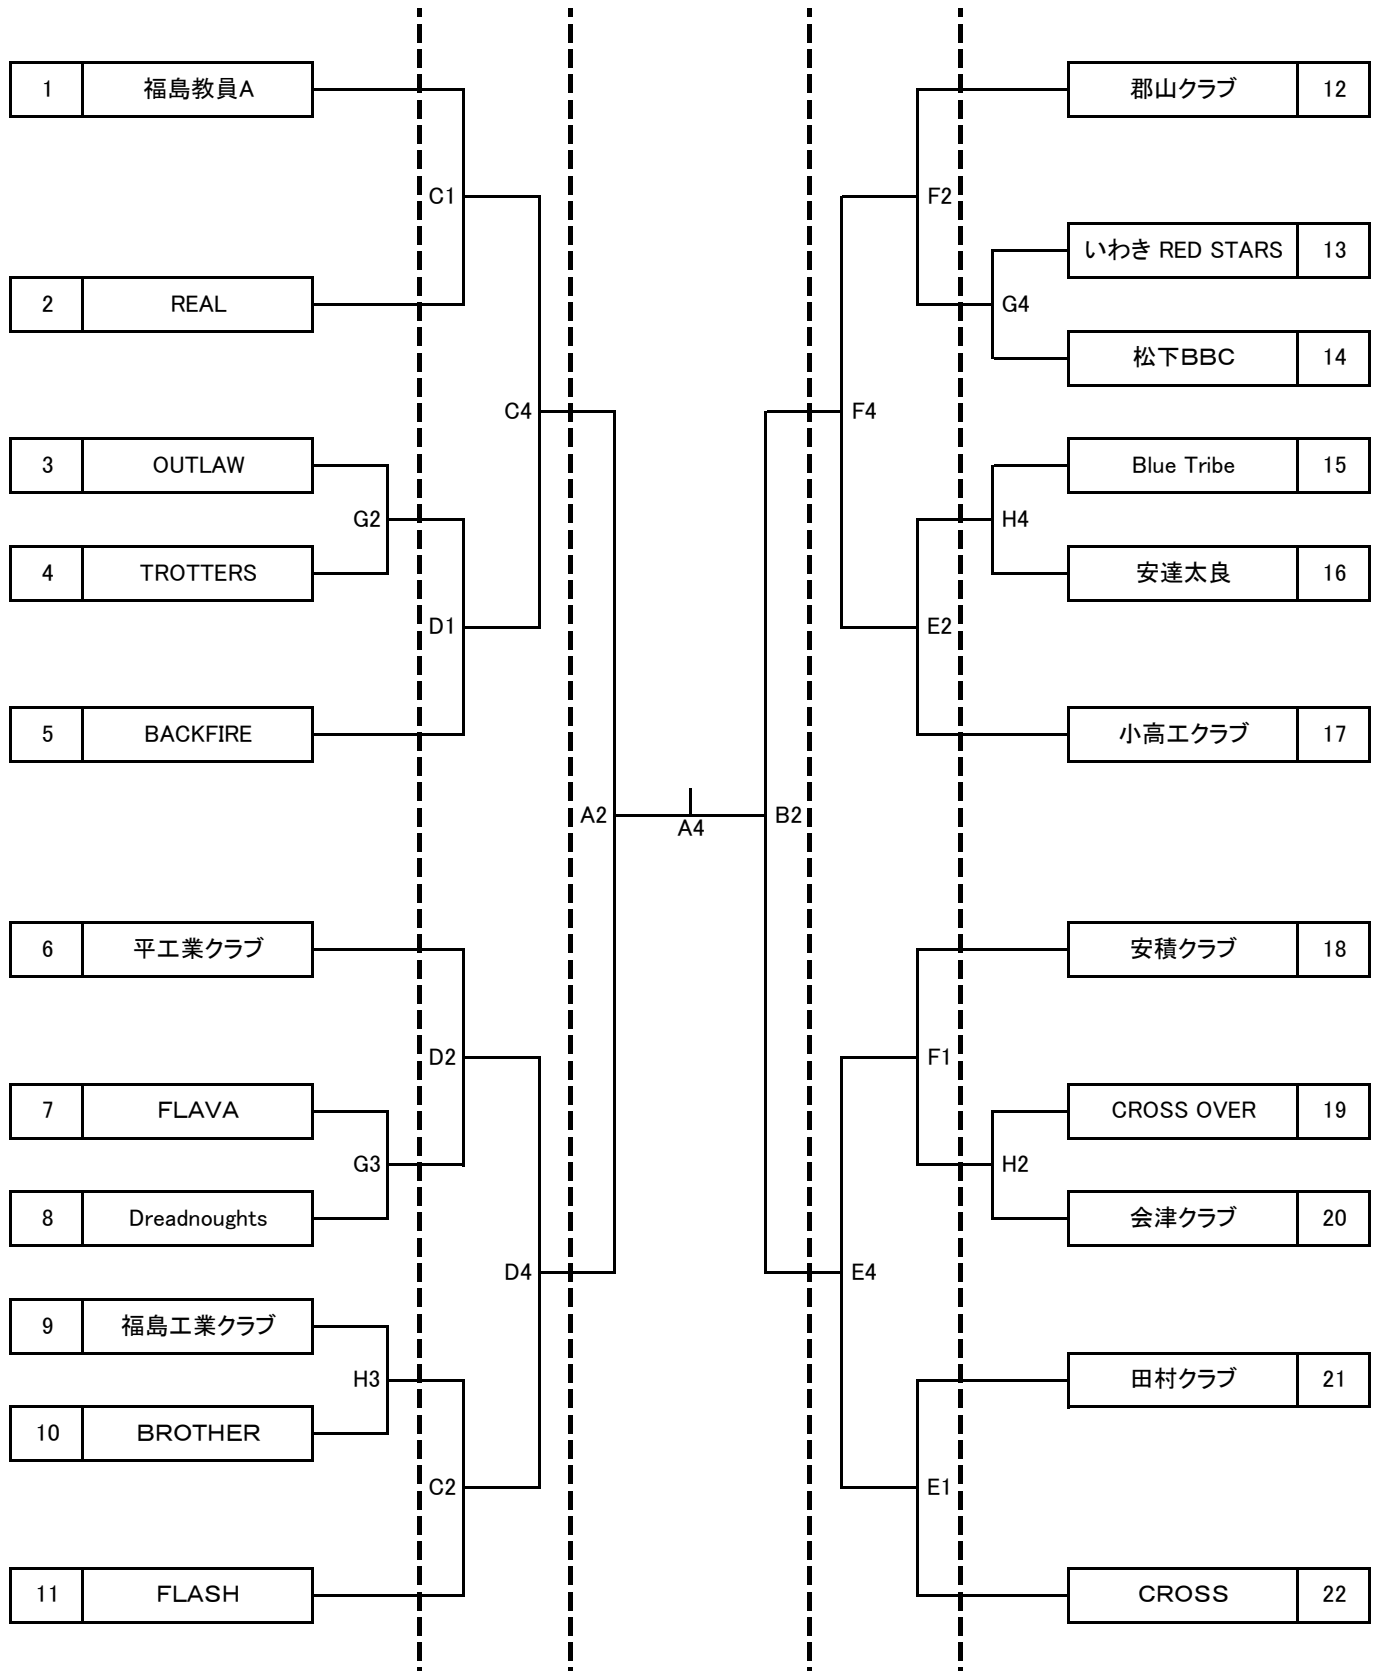 1 福島教員A
郡山クラブ 12
C1
F2
いわき RED STARS 13
2 REAL
G4
松下BBC 14
C4
F4
3 OUTLAW
Blue Tribe 15
G2
H4
4 TROTTERS
安達太良 16
D1
E2
5 BACKFIRE
小高工クラブ 17
A2
A4
B2
6 平工業クラブ
安積クラブ 18
D2
F1
7 FLAVA
CROSS OVER 19
G3
H2
8 Dreadnoughts
会津クラブ 20
D4
E4
9 福島工業クラブ
H3
田村クラブ 21
10 BROTHER
C2
E1
11 FLASH
CROSS 22